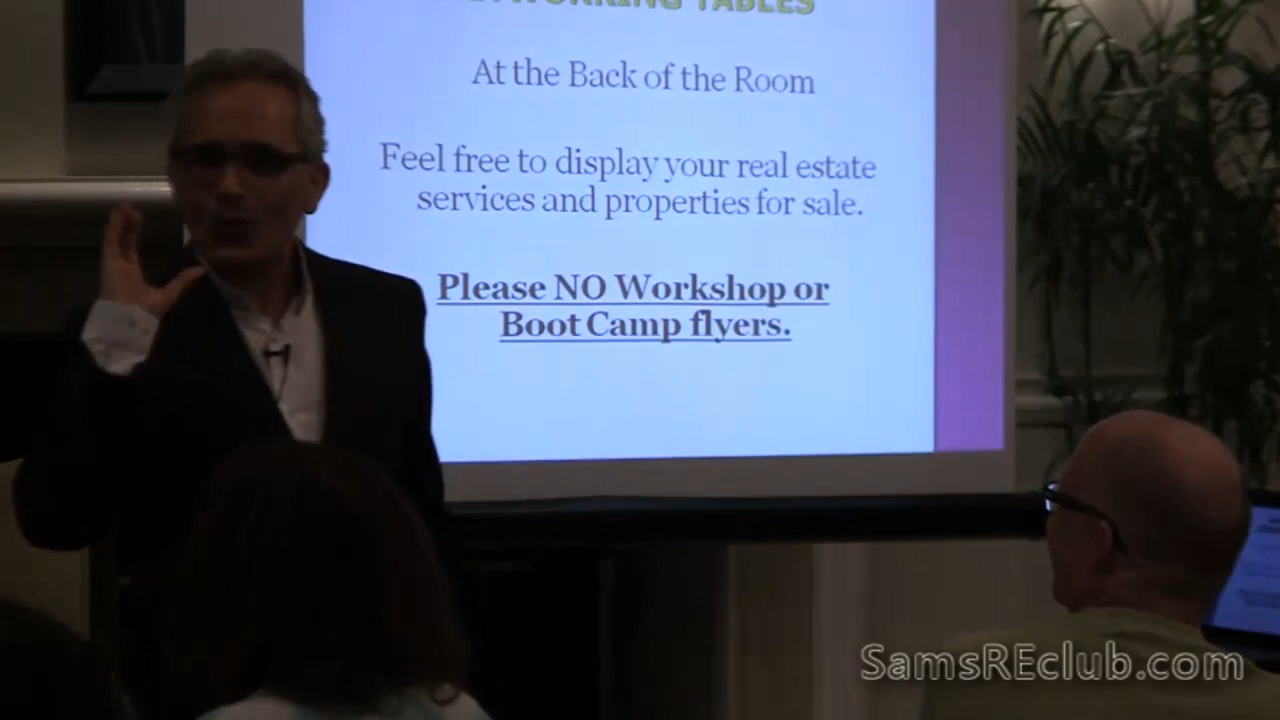 TABLES
At the Back of the Room
Feel free to display your real estate
services and properties for sale.
Please NO Workshop or
Boot Camp flyers.
SamsREclub.com